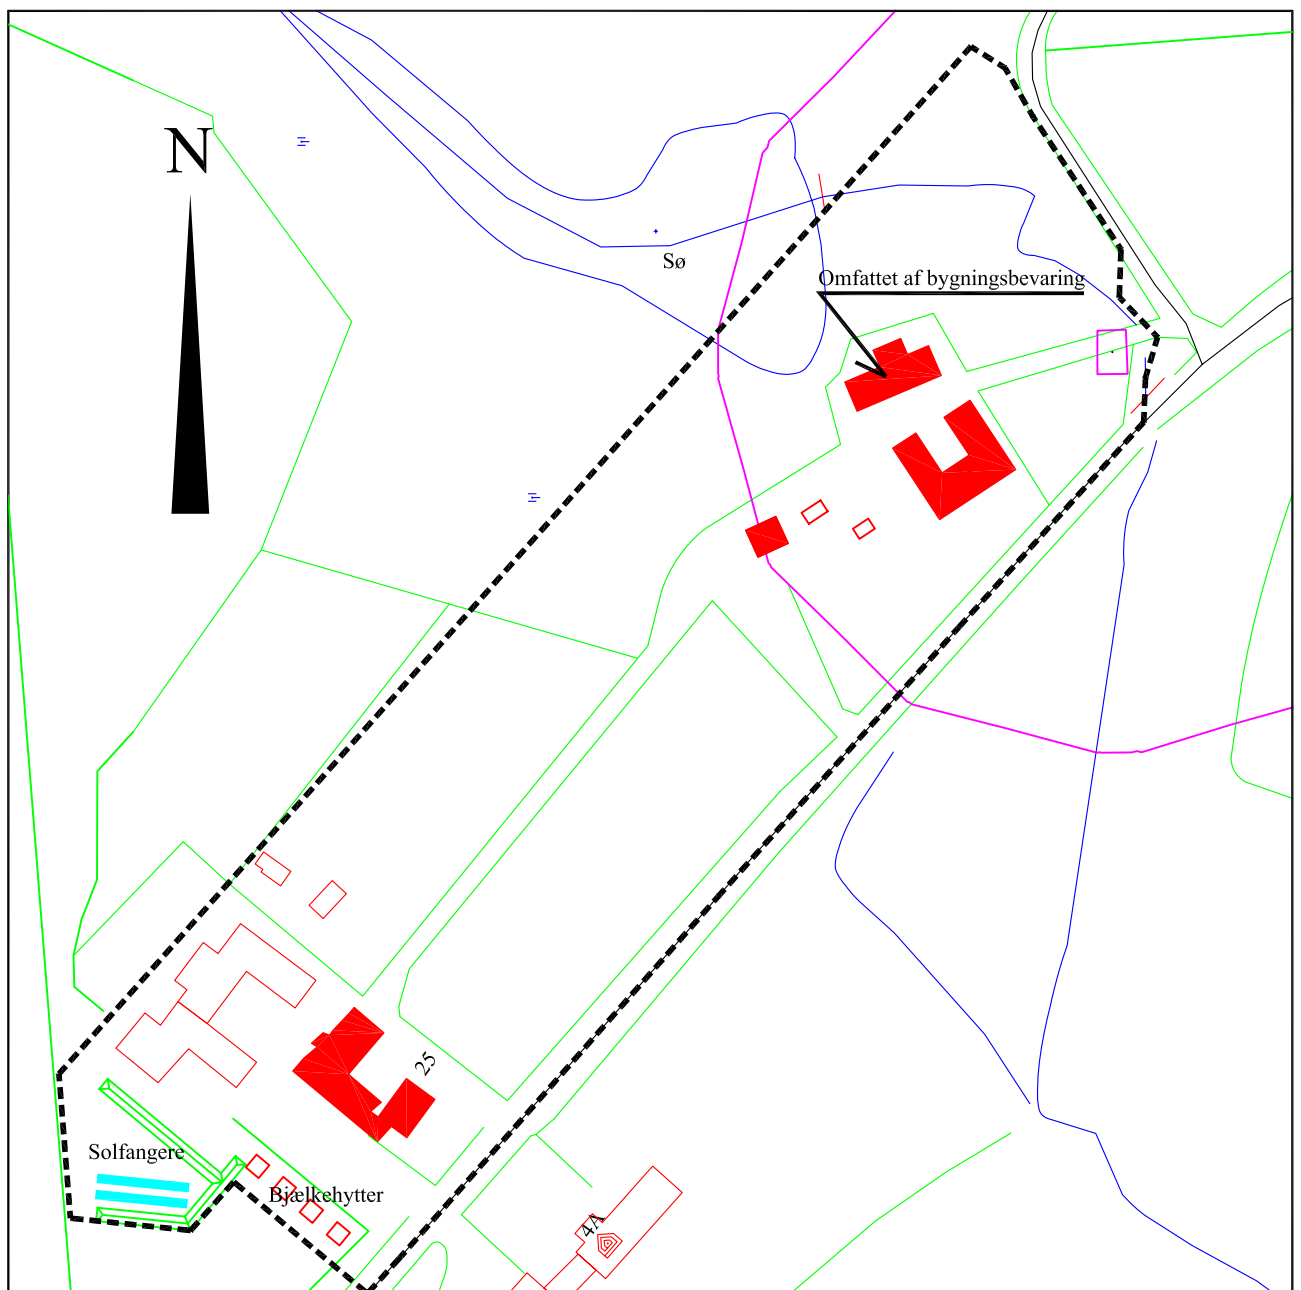 N
Sø
Omfattet af bygningsbevaring
25
Solfangere
Bjælkehytter
4A